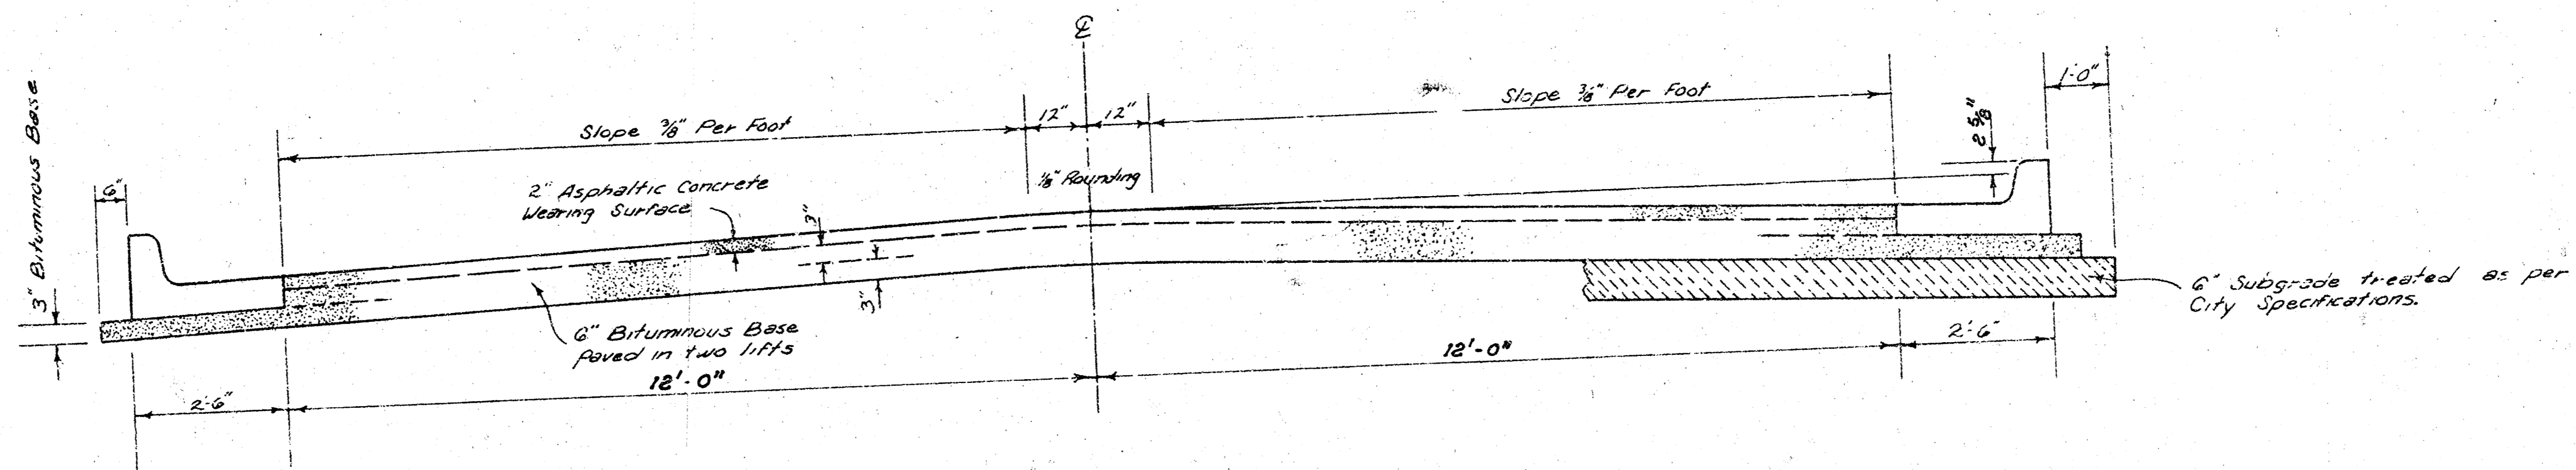 ℄
3" Bituminous Base
6"
Slope 3/8" Per Foot
12"
12"
Slope 3/8" Per Foot
1'-0"
2 5/8"
1/8" Rounding
2" Asphaltic Concrete
Wearing Surface
3"
3"
6" Bituminous Base
paved in two lifts
6" Subgrade treated as per
City Specifications.
2'-6"
12'-0"
12'-0"
2'-6"